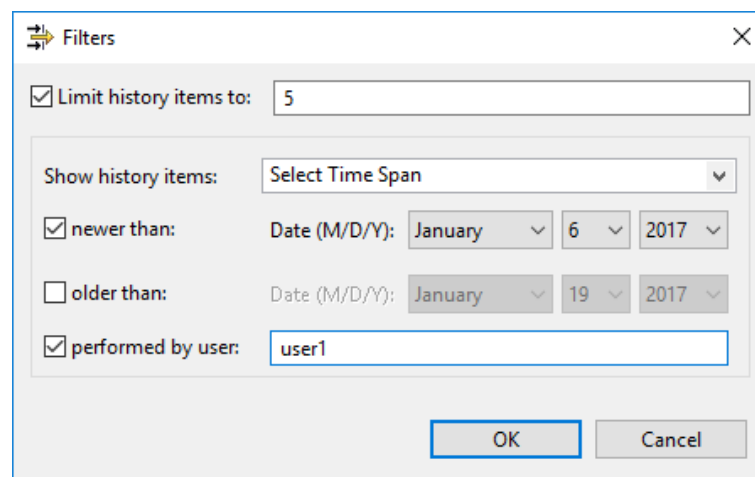 Filters
Limit history items to: 5
Show history items: Select Time Span
newer than: Date (M/D/Y): January 6 2017
older than: Date (M/D/Y): January 19 2017
performed by user: user1
OK Cancel